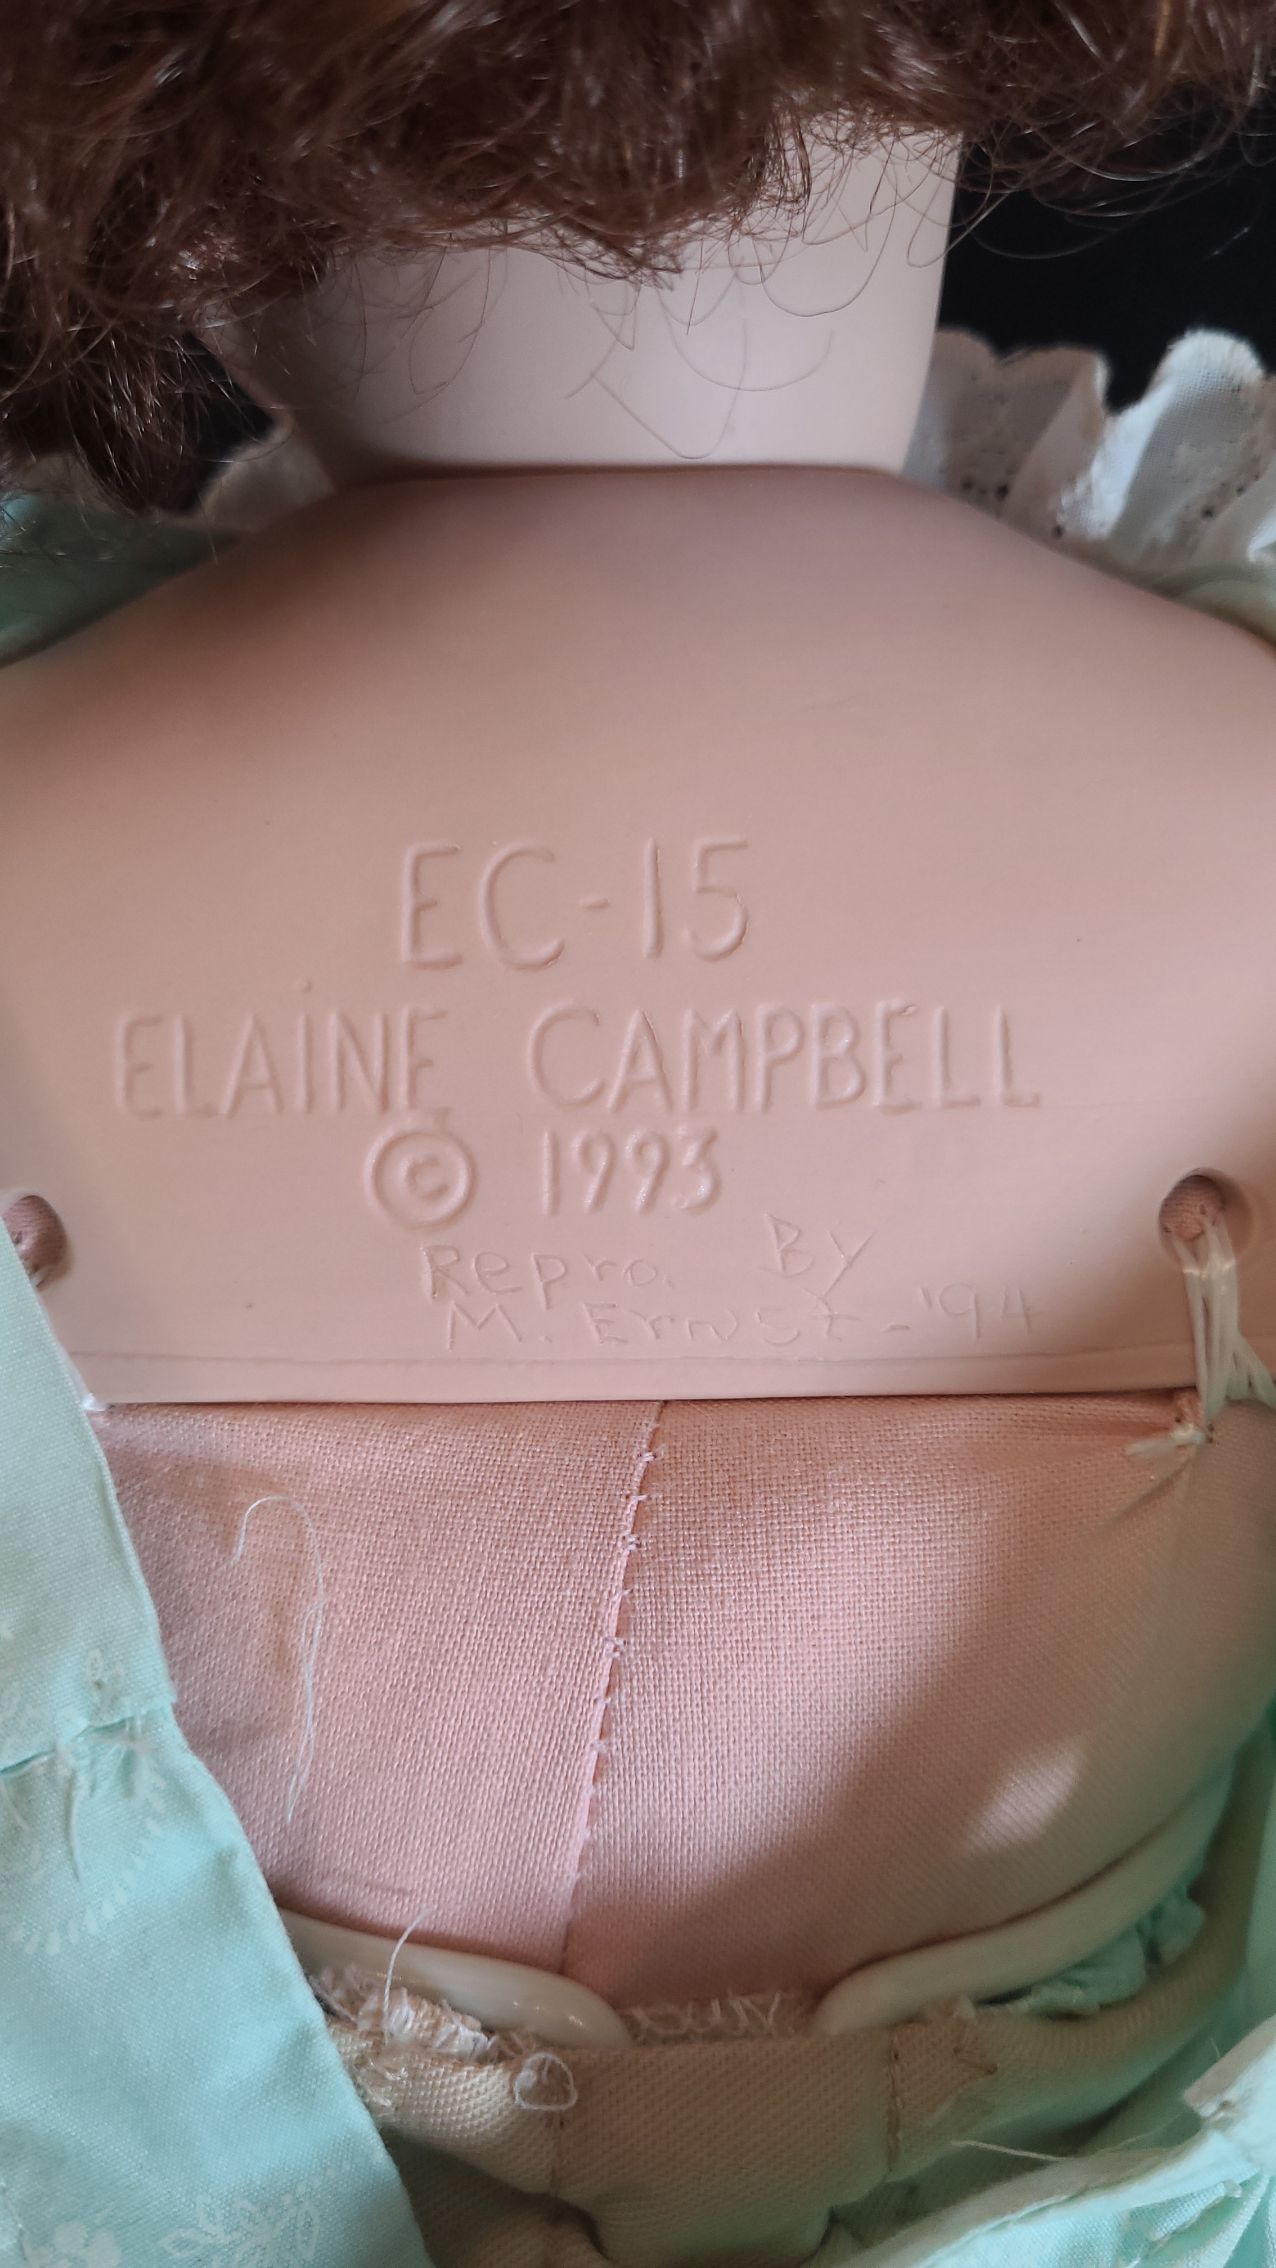 EC-15
ELAINE CAMPBELL
© 1993
Repro. By
M. Ernst-'94